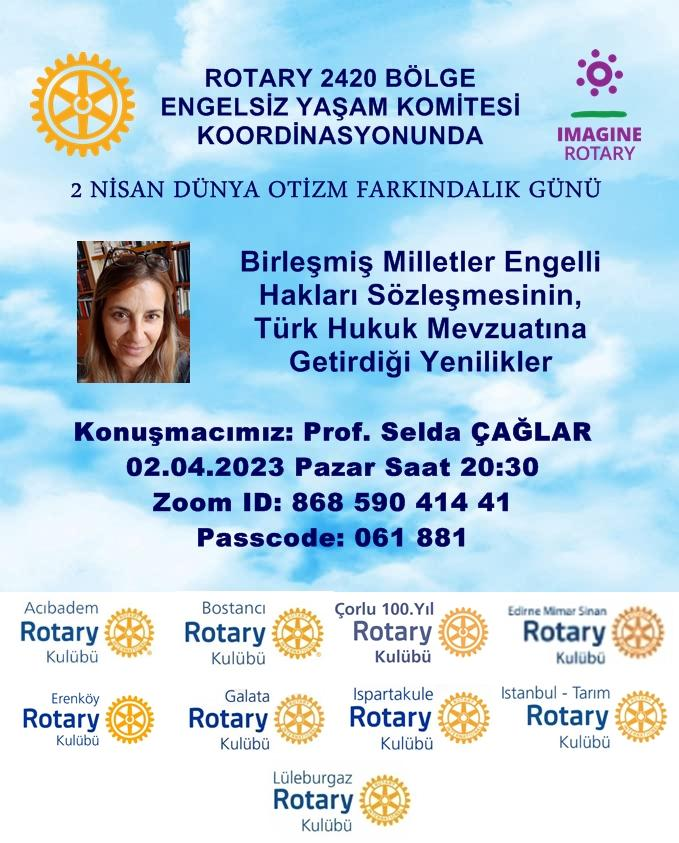 ROTARY 2420 BÖLGE
ENGELSİZ YAŞAM KOMİTESİ
KOORDİNASYONUNDA
IMAGINE
ROTARY
2 NİSAN DÜNYA OTİZM FARKINDALIK GÜNÜ
Birleşmiş Milletler Engelli
Hakları Sözleşmesinin,
Türk Hukuk Mevzuatına
Getirdiği Yenilikler
Konuşmacımız: Prof. Selda ÇAĞLAR
02.04.2023 Pazar Saat 20:30
Zoom ID: 868 590 414 41
Passcode: 061 881
Acıbadem
Rotary
Kulübü
Bostancı
Rotary
Kulübü
Çorlu 100.Yıl
Rotary
Kulübü
Edirne Mimar Sinan
Rotary
Kulübü
Erenköy
Rotary
Kulübü
Galata
Rotary
Kulübü
Ispartakule
Rotary
Kulübü
Istanbul - Tarım
Rotary
Kulübü
Lüleburgaz
Rotary
Kulübü